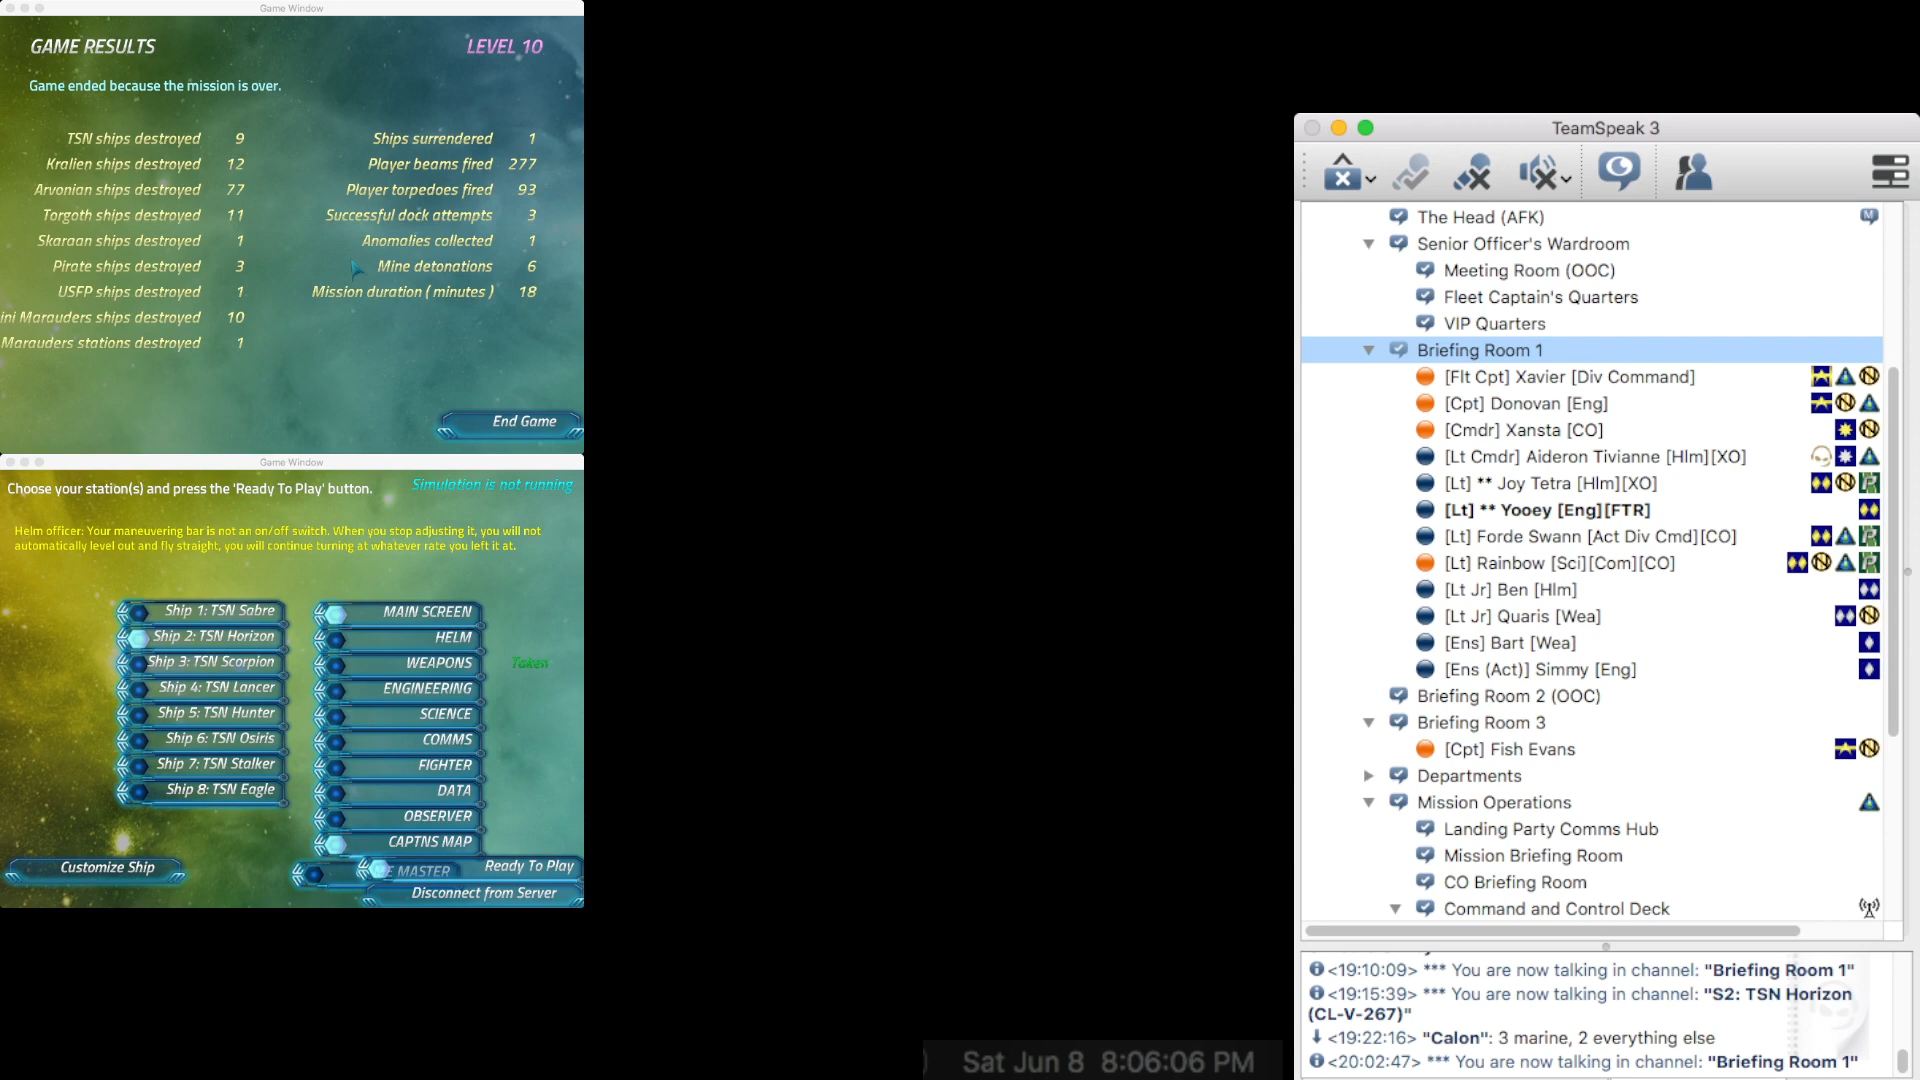 Game Window
GAME RESULTS
LEVEL 10
Game ended because the mission is over.
TSN ships destroyed 9
Kralien ships destroyed 12
Arvonian ships destroyed 77
Torgoth ships destroyed 11
Skaraan ships destroyed 1
Pirate ships destroyed 3
USFP ships destroyed 1
ini Marauders ships destroyed 10
Marauders stations destroyed 1
Ships surrendered 1
Player beams fired 277
Player torpedoes fired 93
Successful dock attempts 3
Anomalies collected 1
Mine detonations 6
Mission duration ( minutes ) 18
End Game
Game Window
Choose your station(s) and press the 'Ready To Play' button.
Simulation is not running
Helm officer: Your maneuvering bar is not an on/off switch. When you stop adjusting it, you will not
automatically level out and fly straight, you will continue turning at whatever rate you left it at.
Ship 1: TSN Sabre
Ship 2: TSN Horizon
Ship 3: TSN Scorpion
Ship 4: TSN Lancer
Ship 5: TSN Hunter
Ship 6: TSN Osiris
Ship 7: TSN Stalker
Ship 8: TSN Eagle
MAIN SCREEN
HELM
WEAPONS Taken
ENGINEERING
SCIENCE
COMMS
FIGHTER
DATA
OBSERVER
CAPTNS MAP
MASTER
Customize Ship
Ready To Play
Disconnect from Server
TeamSpeak 3
The Head (AFK)
Senior Officer's Wardroom
Meeting Room (OOC)
Fleet Captain's Quarters
VIP Quarters
Briefing Room 1
[Flt Cpt] Xavier [Div Command]
[Cpt] Donovan [Eng]
[Cmdr] Xansta [CO]
[Lt Cmdr] Aideron Tivianne [Hlm][XO]
[Lt] ** Joy Tetra [Hlm][XO]
[Lt] ** Yooey [Eng][FTR]
[Lt] Forde Swann [Act Div Cmd][CO]
[Lt] Rainbow [Sci][Com][CO]
[Lt Jr] Ben [Hlm]
[Lt Jr] Quaris [Wea]
[Ens] Bart [Wea]
[Ens (Act)] Simmy [Eng]
Briefing Room 2 (OOC)
Briefing Room 3
[Cpt] Fish Evans
Departments
Mission Operations
Landing Party Comms Hub
Mission Briefing Room
CO Briefing Room
Command and Control Deck
<19:10:09> *** You are now talking in channel: "Briefing Room 1"
<19:15:39> *** You are now talking in channel: "S2: TSN Horizon
(CL-V-267)"
<19:22:16> "Calon": 3 marine, 2 everything else
<20:02:47> *** You are now talking in channel: "Briefing Room 1"
Sat Jun 8 8:06:06 PM